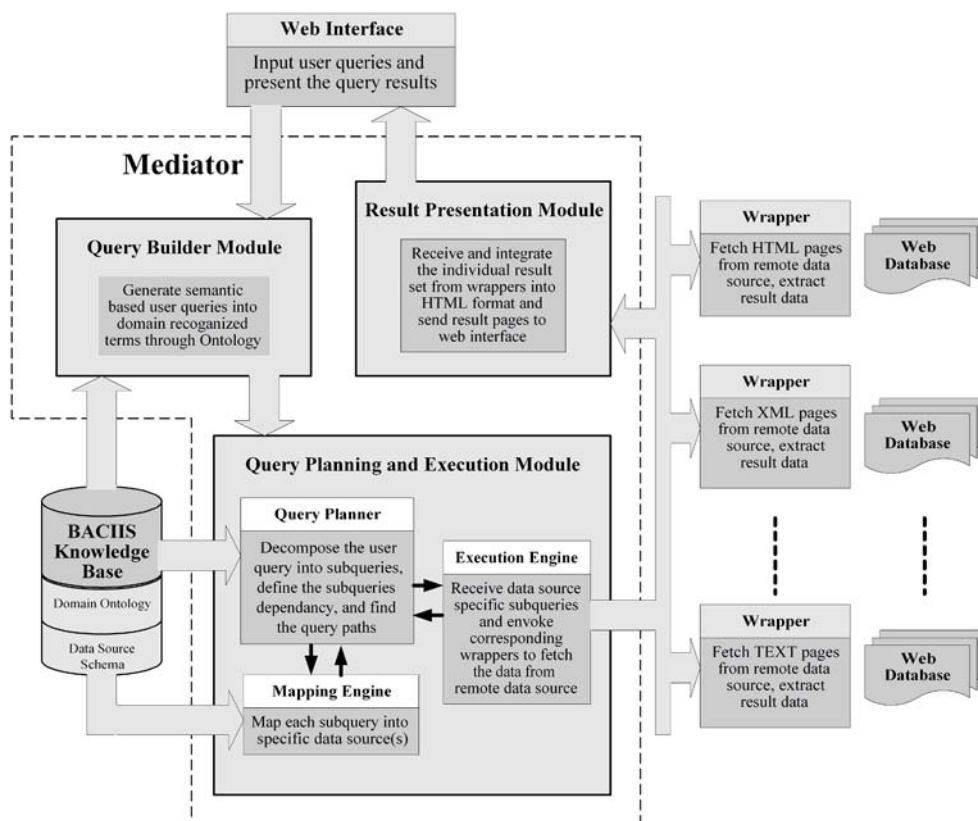 Web Interface
Input user queries and
present the query results
Mediator
Query Builder Module
Generate semantic
based user queries into
domain recoganized
terms through Ontology
Result Presentation Module
Receive and integrate
the individual result
set from wrappers into
HTML format and
send result pages to
web interface
Wrapper
Fetch HTML pages
from remote data
source, extract
result data
Web
Database
Wrapper
Fetch XML pages
from remote data
source, extract
result data
Web
Database
Query Planning and Execution Module
BACIIS
Knowledge
Base
Domain Ontology
Data Source
Schema
Query Planner
Decompose the user
query into subqueries,
define the subqueries
dependancy, and find
the query paths
Execution Engine
Receive data source
specific subqueries
and envoke
corresponding
wrappers to fetch
the data from
remote data source
Mapping Engine
Map each subquery into
specific data source(s)
Wrapper
Fetch TEXT pages
from remote data
source, extract
result data
Web
Database